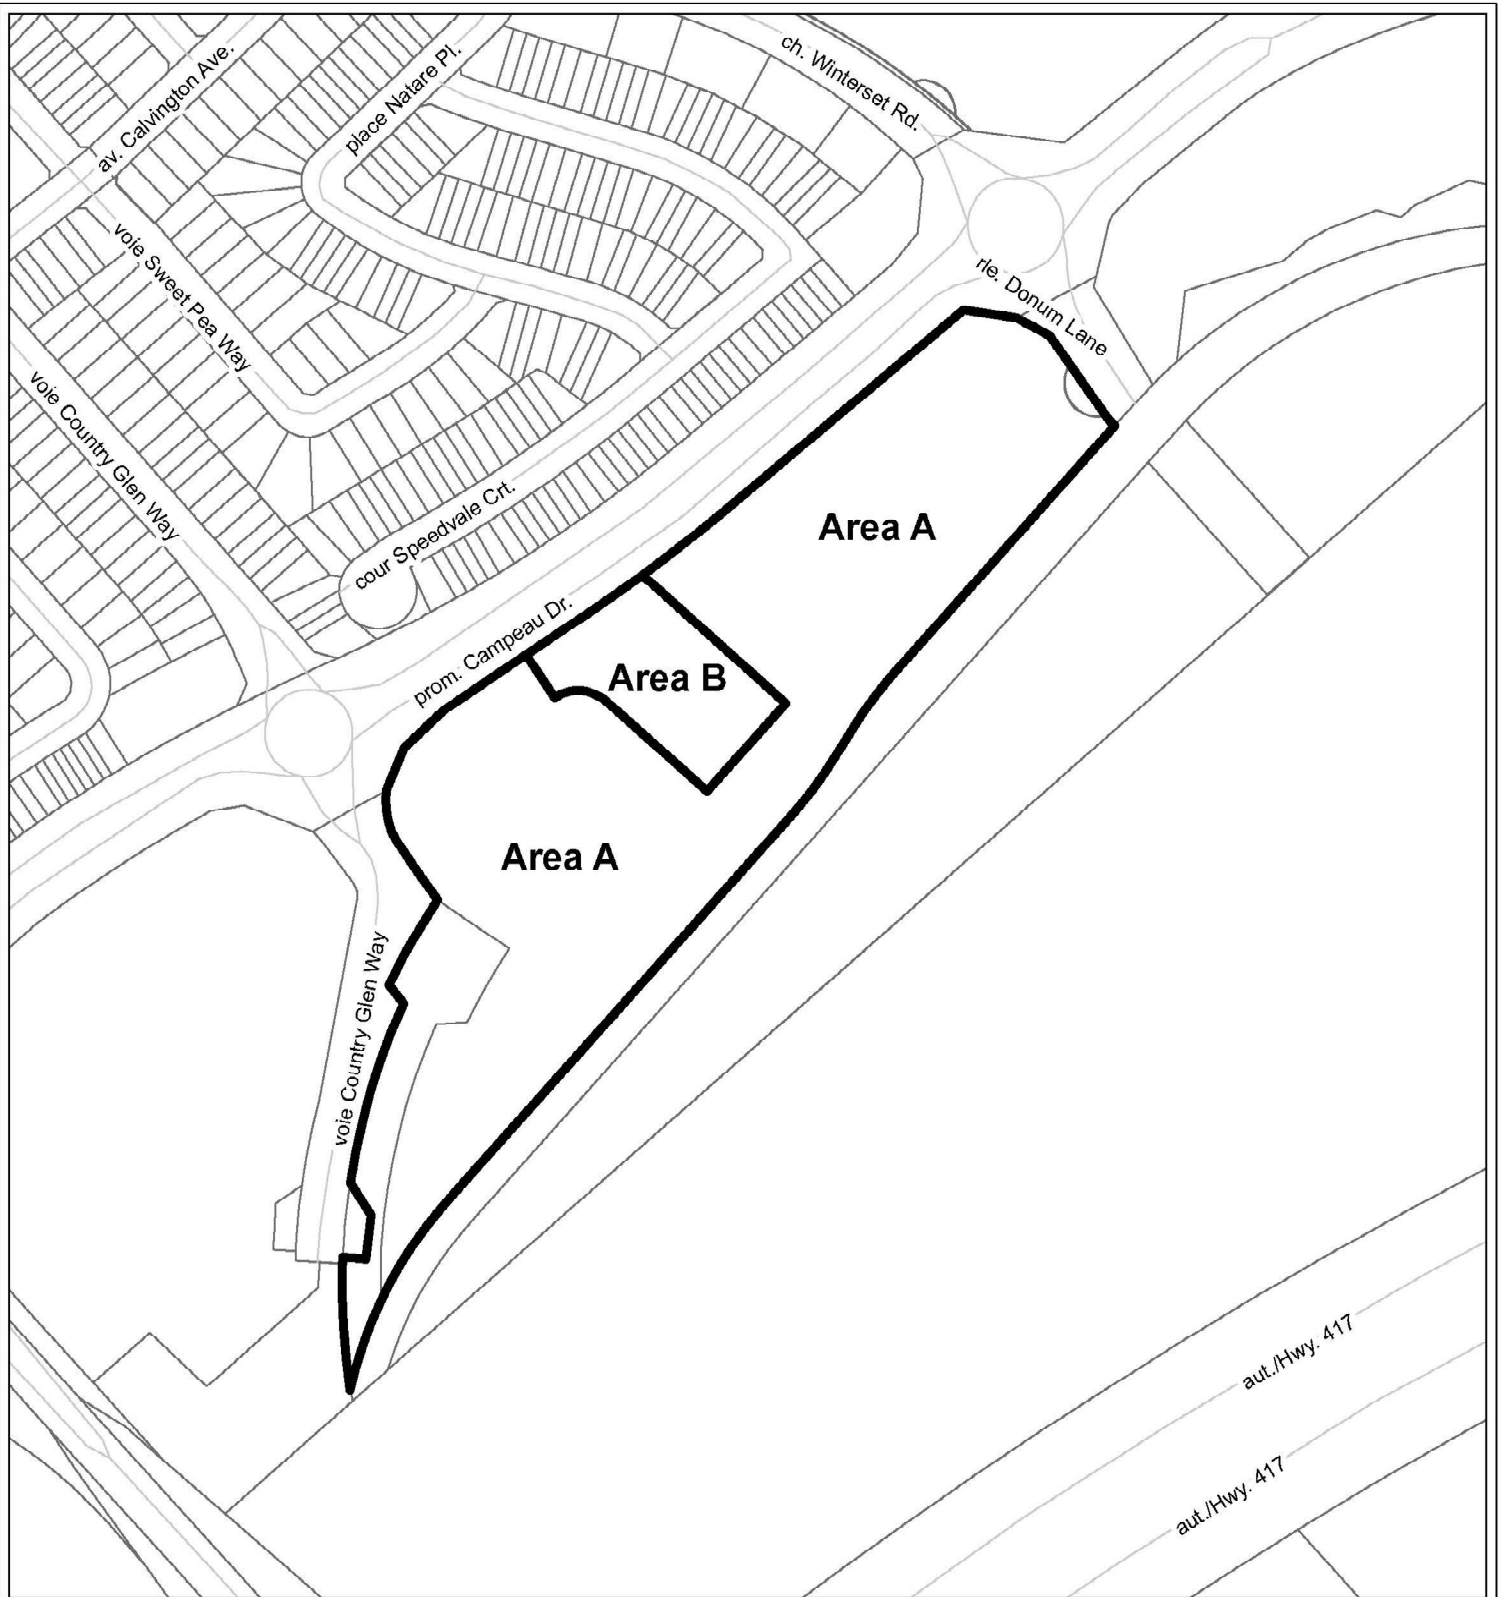 ch. Winterset Rd.
av. Calvington Ave.
place Natare Pl.
voie Sweet Pea Way
rle. Donum Lane
voie Country Glen Way
cour Speedvale Crt.
Area A
prom. Campeau Dr.
Area B
Area A
voie Country Glen Way
aut./Hwy. 417
aut./Hwy. 417